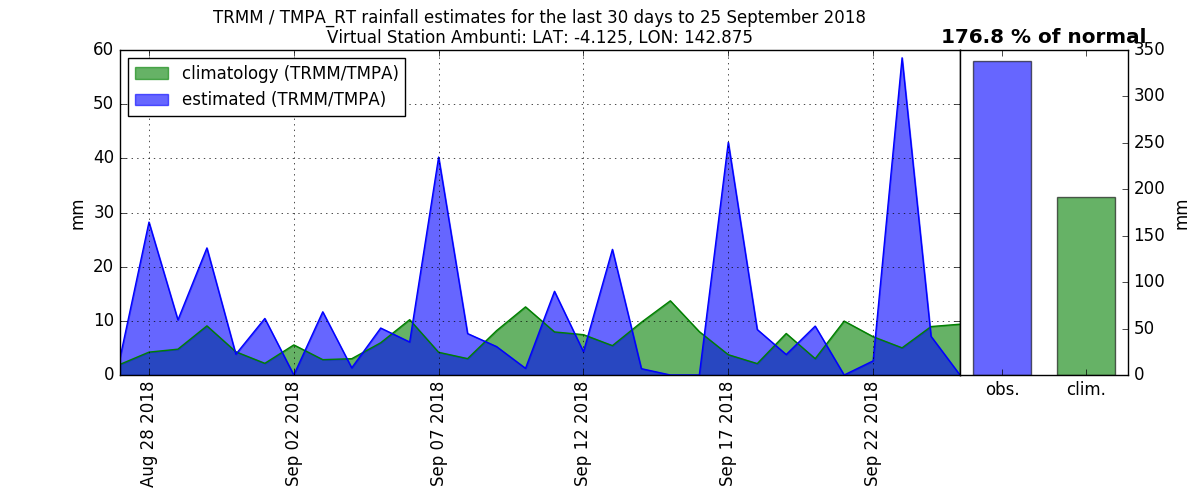 TRMM / TMPA_RT rainfall estimates for the last 30 days to 25 September 2018
Virtual Station Ambunti: LAT: -4.125, LON: 142.875
176.8 % of normal
climatology (TRMM/TMPA)
estimated (TRMM/TMPA)
60
50
40
30
20
10
0
mm
Aug 28 2018
Sep 02 2018
Sep 07 2018
Sep 12 2018
Sep 17 2018
Sep 22 2018
obs.
clim.
350
300
250
200
150
100
50
0
mm